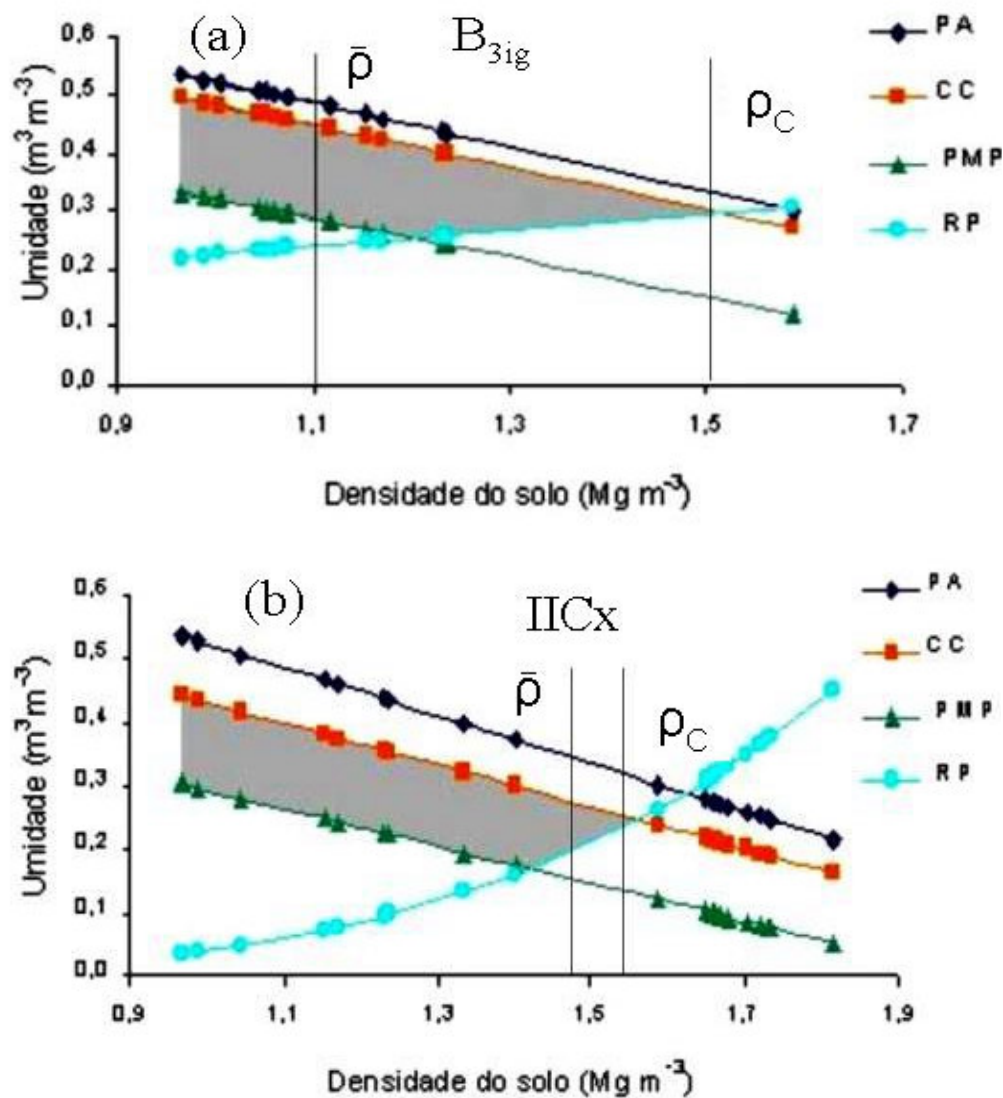 (a)
B3ig
ρ̄
ρC
PA
CC
PMP
RP
Umidade (m³ m⁻³)
0,6
0,5
0,4
0,3
0,2
0,1
0,0
0,9 1,1 1,3 1,5 1,7
Densidade do solo (Mg m⁻³)
(b)
IICx
ρ̄
ρC
PA
CC
PMP
RP
Umidade (m³ m⁻³)
0,6
0,5
0,4
0,3
0,2
0,1
0,0
0,9 1,1 1,3 1,5 1,7 1,9
Densidade do solo (Mg m⁻³)